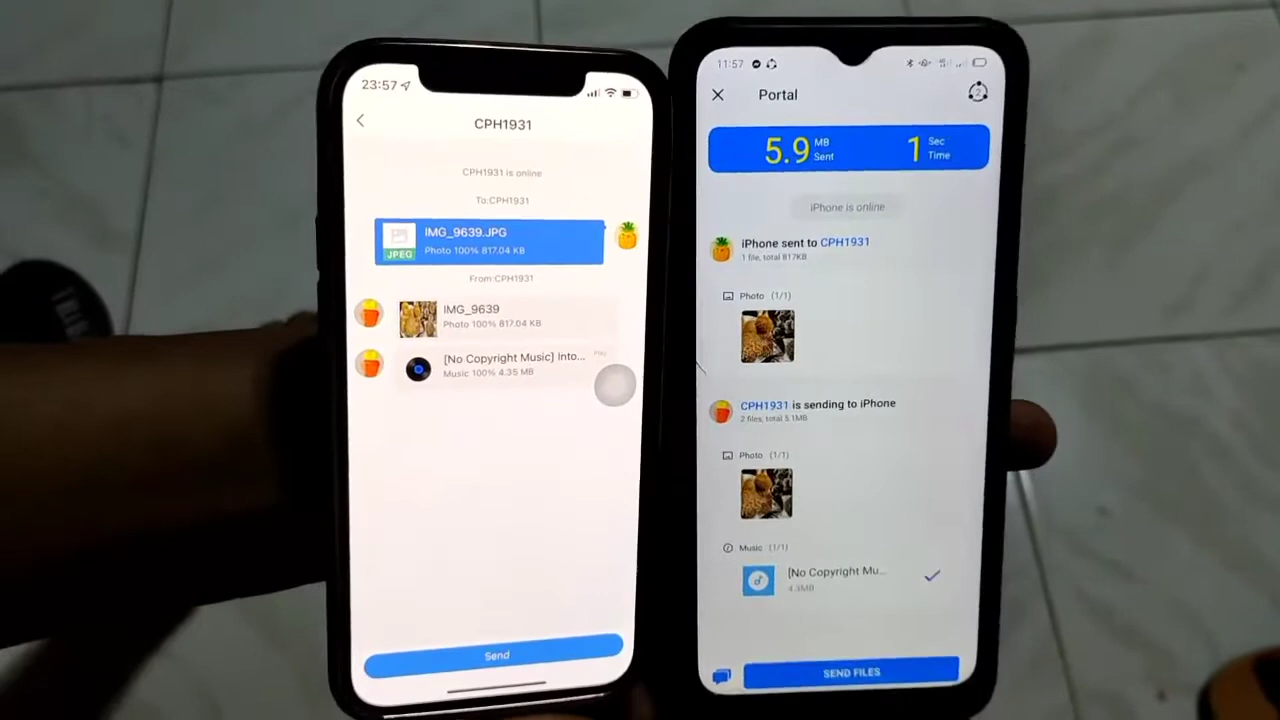 23:57
CPH1931
CPH1931 is online
To:CPH1931
IMG_9639.JPG
JPEG
Photo 100% 817.04 KB
From:CPH1931
IMG_9639
Photo 100% 817.04 KB
[No Copyright Music] Into...
Play
Music 100% 4.35 MB
Send
11:57
Portal
5.9 MB Sent
1 Sec Time
iPhone is online
iPhone sent to CPH1931
1 file, total 817KB
Photo (1/1)
CPH1931 is sending to iPhone
2 files, total 5.1MB
Photo (1/1)
Music (1/1)
[No Copyright Mu...
4.3MB
SEND FILES